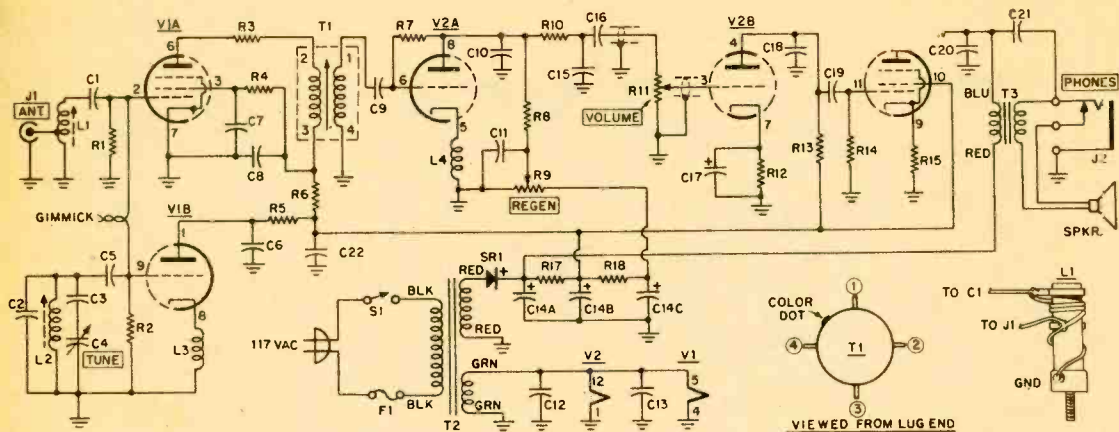 V1A
6
R3
T1
R7
V2A
8
R10
C16
V2B
4
C18
C20
C21
J1
ANT
C1
L1
2
3
R4
2
1
C9
6
C10
C15
R11
3
C19
11
10
BLU
T3
PHONES
R1
7
C7
C8
3
4
5
L4
C11
R8
VOLUME
7
C17
R12
R13
R14
9
R15
RED
J2
GIMMICK
V1B
1
R5
R6
R9
REGEN
SPKR.
C5
9
C6
C22
RED
SR1
R17
R18
COLOR
DOT
1
L1
C2
C3
R2
8
S1
BLK
C14A
C14B
C14C
TO C1
L2
C4
TUNE
L3
117 VAC
RED
4
T1
2
TO J1
GRN
V2
V1
GND
F1
BLK
GRN
C12
12
1
C13
5
4
3
T2
VIEWED FROM LUG END